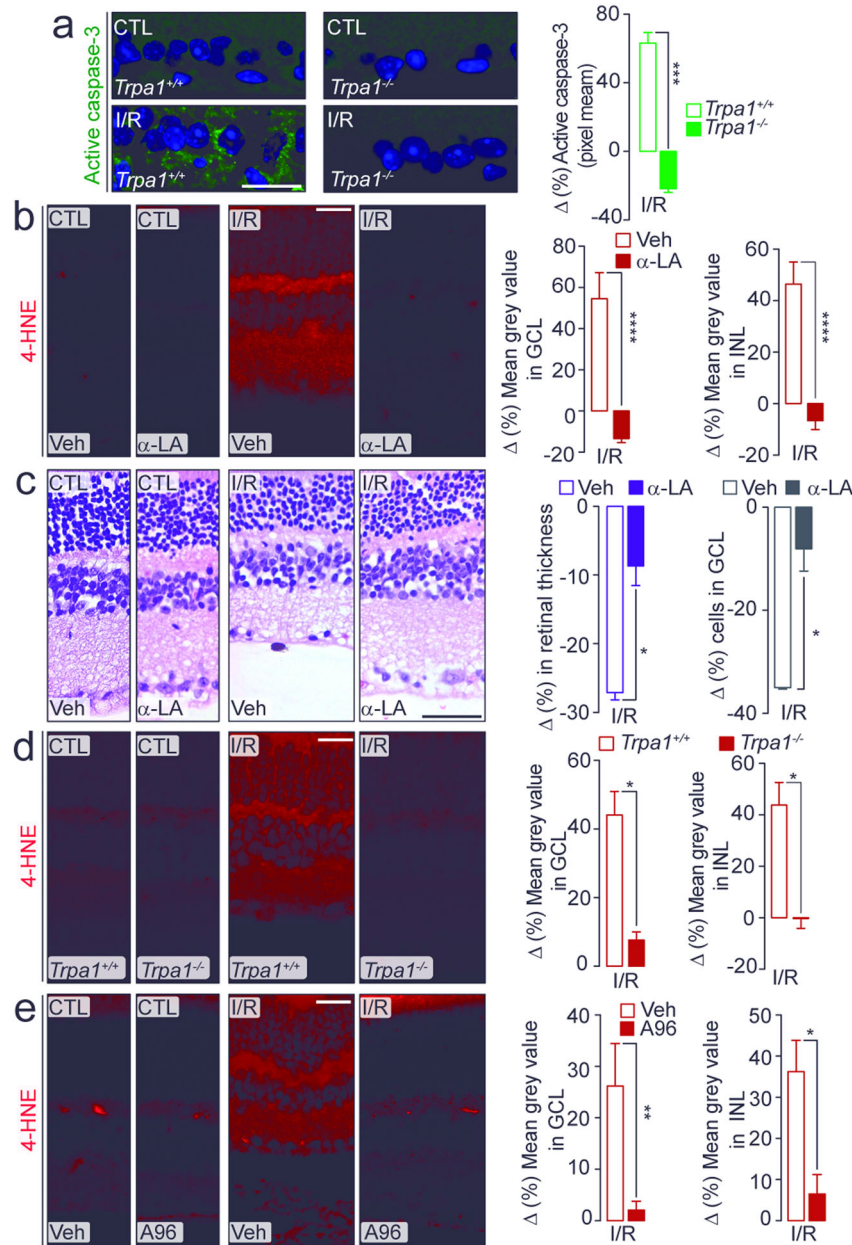 a
Active caspase-3
CTL
Trpa1+/+
CTL
Trpa1-/-
I/R
Trpa1+/+
I/R
Trpa1-/-
Δ (%) Active caspase-3
(pixel meam)
80
40
0
-40
***
I/R
Trpa1+/+
Trpa1-/-
b
4-HNE
CTL
Veh
CTL
α-LA
I/R
Veh
I/R
α-LA
Δ (%) Mean grey value
in GCL
80
60
40
20
0
-20
Veh
α-LA
****
I/R
Δ (%) Mean grey value
in INL
60
40
20
0
-20
****
I/R
c
CTL
Veh
CTL
α-LA
I/R
Veh
I/R
α-LA
Veh
α-LA
Δ (%) in retinal thickness
0
-10
-20
-30
*
I/R
Veh
α-LA
Δ (%) cells in GCL
0
-20
-40
*
I/R
d
4-HNE
CTL
Trpa1+/+
CTL
Trpa1-/-
I/R
Trpa1+/+
I/R
Trpa1-/-
Trpa1+/+
Trpa1-/-
Δ (%) Mean grey value
in GCL
60
40
20
0
*
I/R
Δ (%) Mean grey value
in INL
60
40
20
0
-20
*
I/R
e
4-HNE
CTL
Veh
CTL
A96
I/R
Veh
I/R
A96
Veh
A96
Δ (%) Mean grey value
in GCL
40
30
20
10
0
**
I/R
Δ (%) Mean grey value
in INL
50
40
30
20
10
0
*
I/R